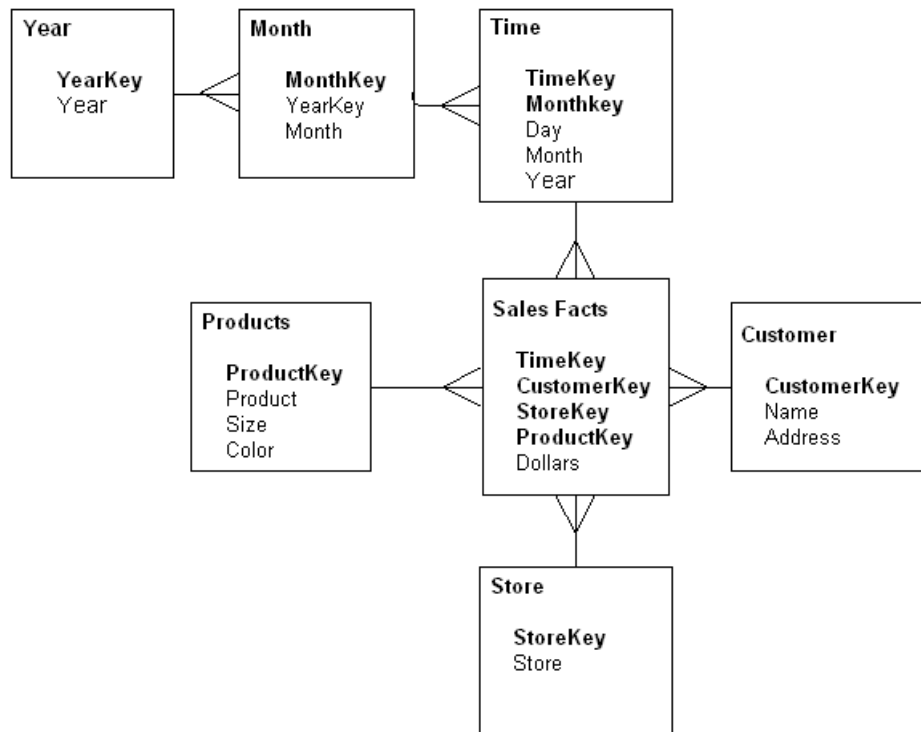 Year
YearKey
Year
Month
MonthKey
YearKey
Month
Time
TimeKey
Monthkey
Day
Month
Year
Products
ProductKey
Product
Size
Color
Sales Facts
TimeKey
CustomerKey
StoreKey
ProductKey
Dollars
Customer
CustomerKey
Name
Address
Store
StoreKey
Store